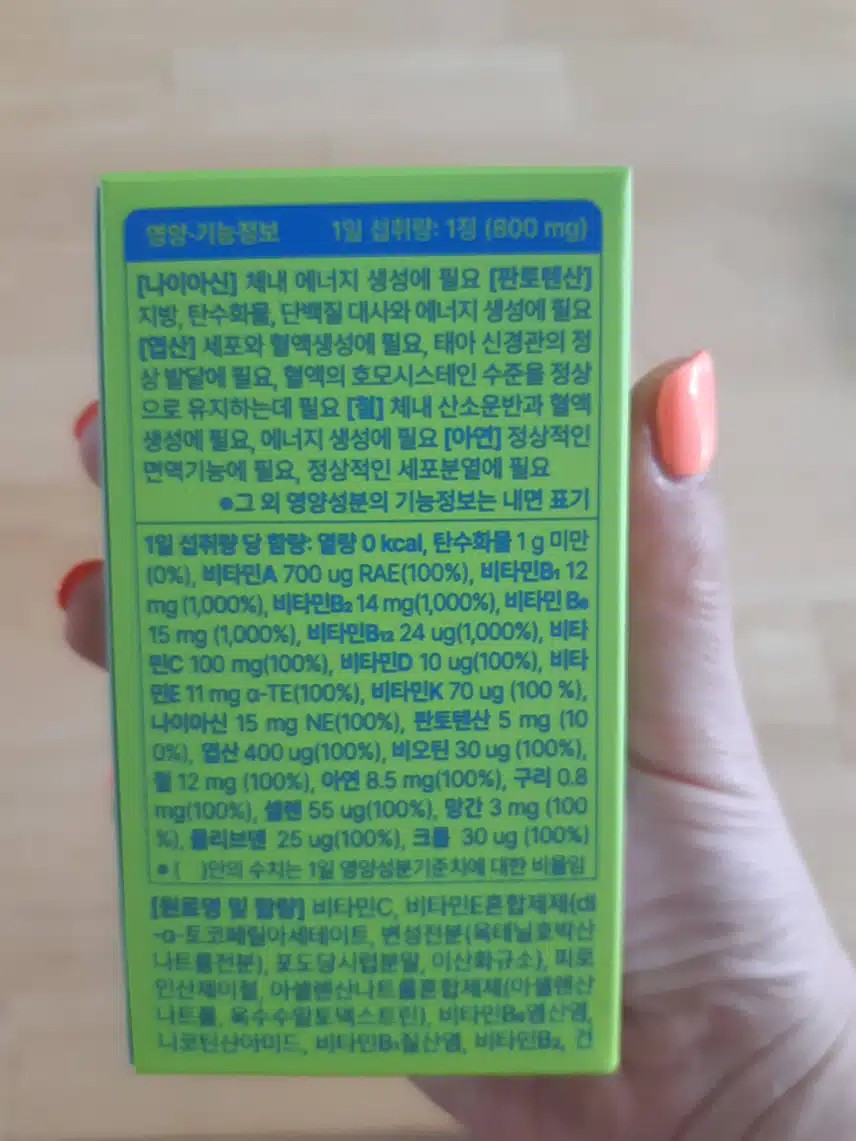 영양·기능정보 1일 섭취량: 1정 (800 mg)
[나이아신] 체내 에너지 생성에 필요 [판토텐산]
지방, 탄수화물, 단백질 대사와 에너지 생성에 필요
[엽산] 세포와 혈액생성에 필요, 태아 신경관의 정
상 발달에 필요, 혈액의 호모시스테인 수준을 정상
으로 유지하는데 필요 [철] 체내 산소운반과 혈액
생성에 필요, 에너지 생성에 필요 [아연] 정상적인
면역기능에 필요, 정상적인 세포분열에 필요
●그 외 영양성분의 기능정보는 내면 표기
1일 섭취량 당 함량: 열량 0 kcal, 탄수화물 1 g 미만
(0%), 비타민A 700 ug RAE(100%), 비타민B₁ 12
mg (1,000%), 비타민B₂ 14 mg(1,000%), 비타민 B₆
15 mg (1,000%), 비타민B₁₂ 24 ug(1,000%), 비타
민C 100 mg(100%), 비타민D 10 ug(100%), 비타
민E 11 mg α-TE(100%), 비타민K 70 ug (100 %),
나이아신 15 mg NE(100%), 판토텐산 5 mg (10
0%), 엽산 400 ug(100%), 비오틴 30 ug (100%),
철 12 mg (100%), 아연 8.5 mg(100%), 구리 0.8
mg(100%), 셀렌 55 ug(100%), 망간 3 mg (100
%), 몰리브덴 25 ug(100%), 크롬 30 ug (100%)
● ( )안의 수치는 1일 영양성분기준치에 대한 비율임
[원료명 및 함량] 비타민C, 비타민E혼합제제(dl
-α-토코페릴아세테이트, 변성전분(옥테닐호박산
나트륨전분), 포도당시럽분말, 이산화규소), 피로
인산제이철, 아셀렌산나트륨혼합제제(아셀렌산
나트륨, 옥수수말토덱스트린), 비타민B₆염산염,
니코틴산아미드, 비타민B₁질산염, 비타민B₂, 건